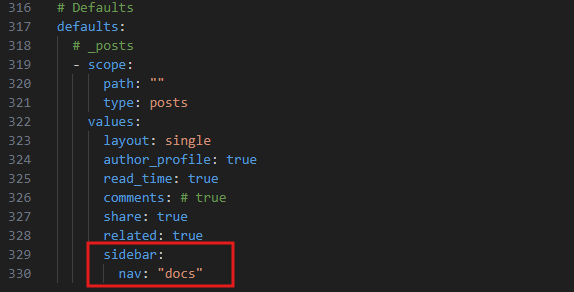 316 # Defaults
317 defaults:
318 # _posts
319 - scope:
320 path: ""
321 type: posts
322 values:
323 layout: single
324 author_profile: true
325 read_time: true
326 comments: # true
327 share: true
328 related: true
329 sidebar:
330 nav: "docs"